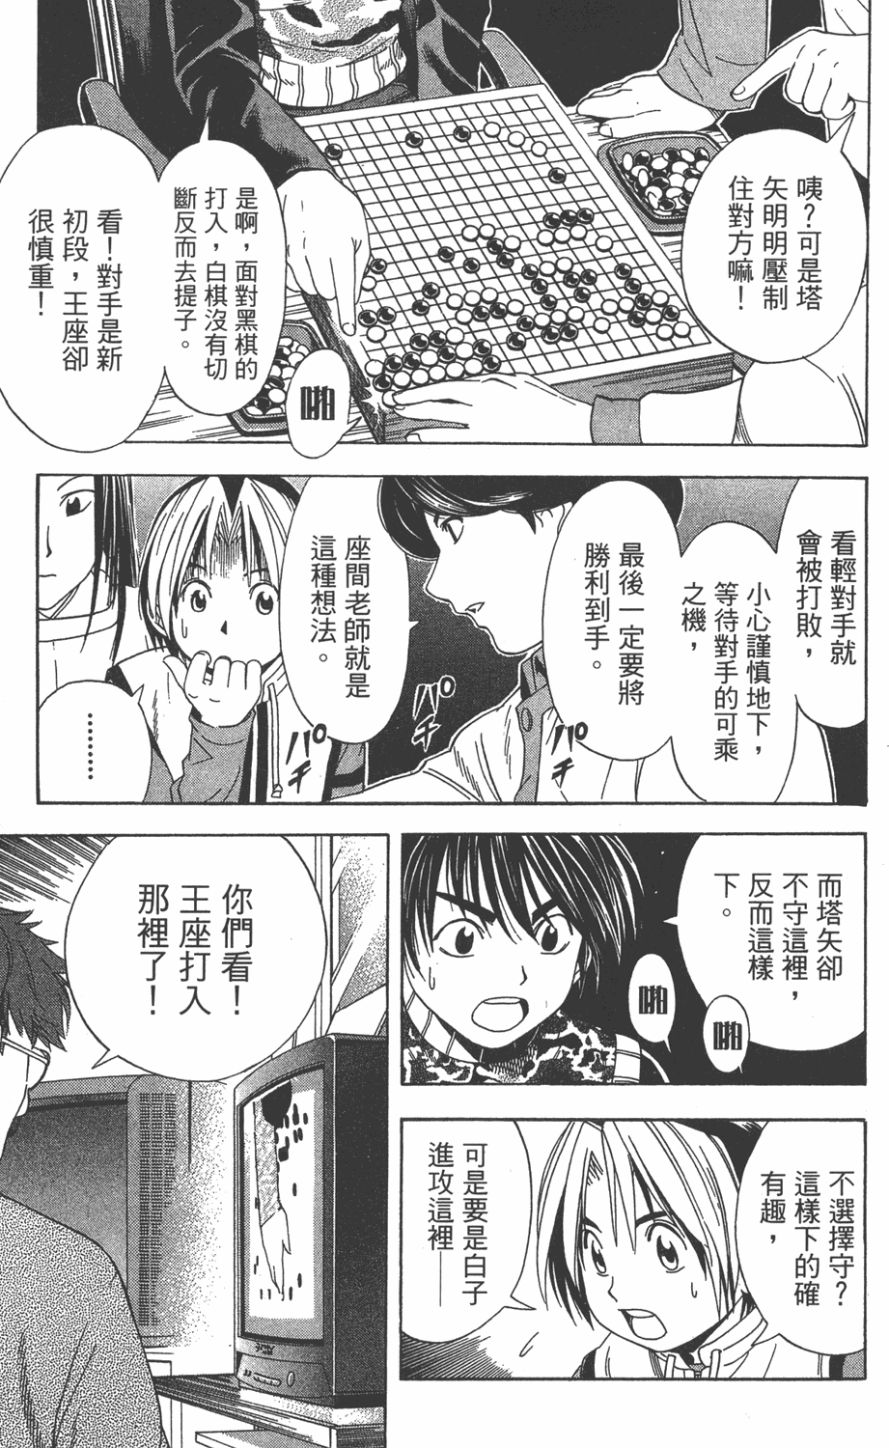 咦?可是塔
矢明明壓制
住對方嘛!
是啊,面對黑棋的
打入,白棋沒有切
斷反而去提子。
看!對手是新
初段,王座卻
很慎重!
啪
看輕對手就
會被打敗,
小心謹慎地下,
等待對手的可乘
之機,
最後一定要將
勝利到手。
座間老師就是
這種想法。
………
パチ
パチ
パチ
而塔矢卻
不守這裡,
反而這樣
下。
啪
啪
不選擇守?
這樣下的確
有趣,
可是要是白子
進攻這裡——
你們看!
王座打入
那裡了!